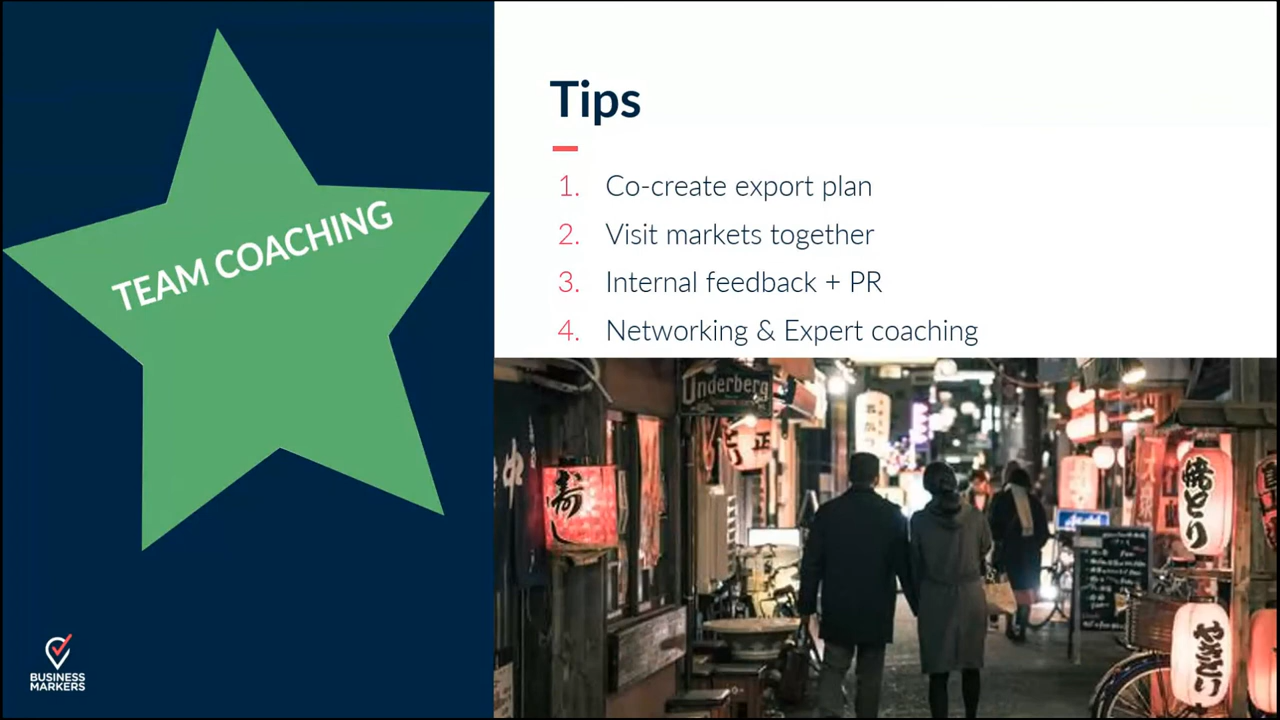 TEAM COACHING
Tips
1. Co-create export plan
2. Visit markets together
3. Internal feedback + PR
4. Networking & Expert coaching
Underberg
寿し
焼とり
やきとり
BUSINESS
MARKERS